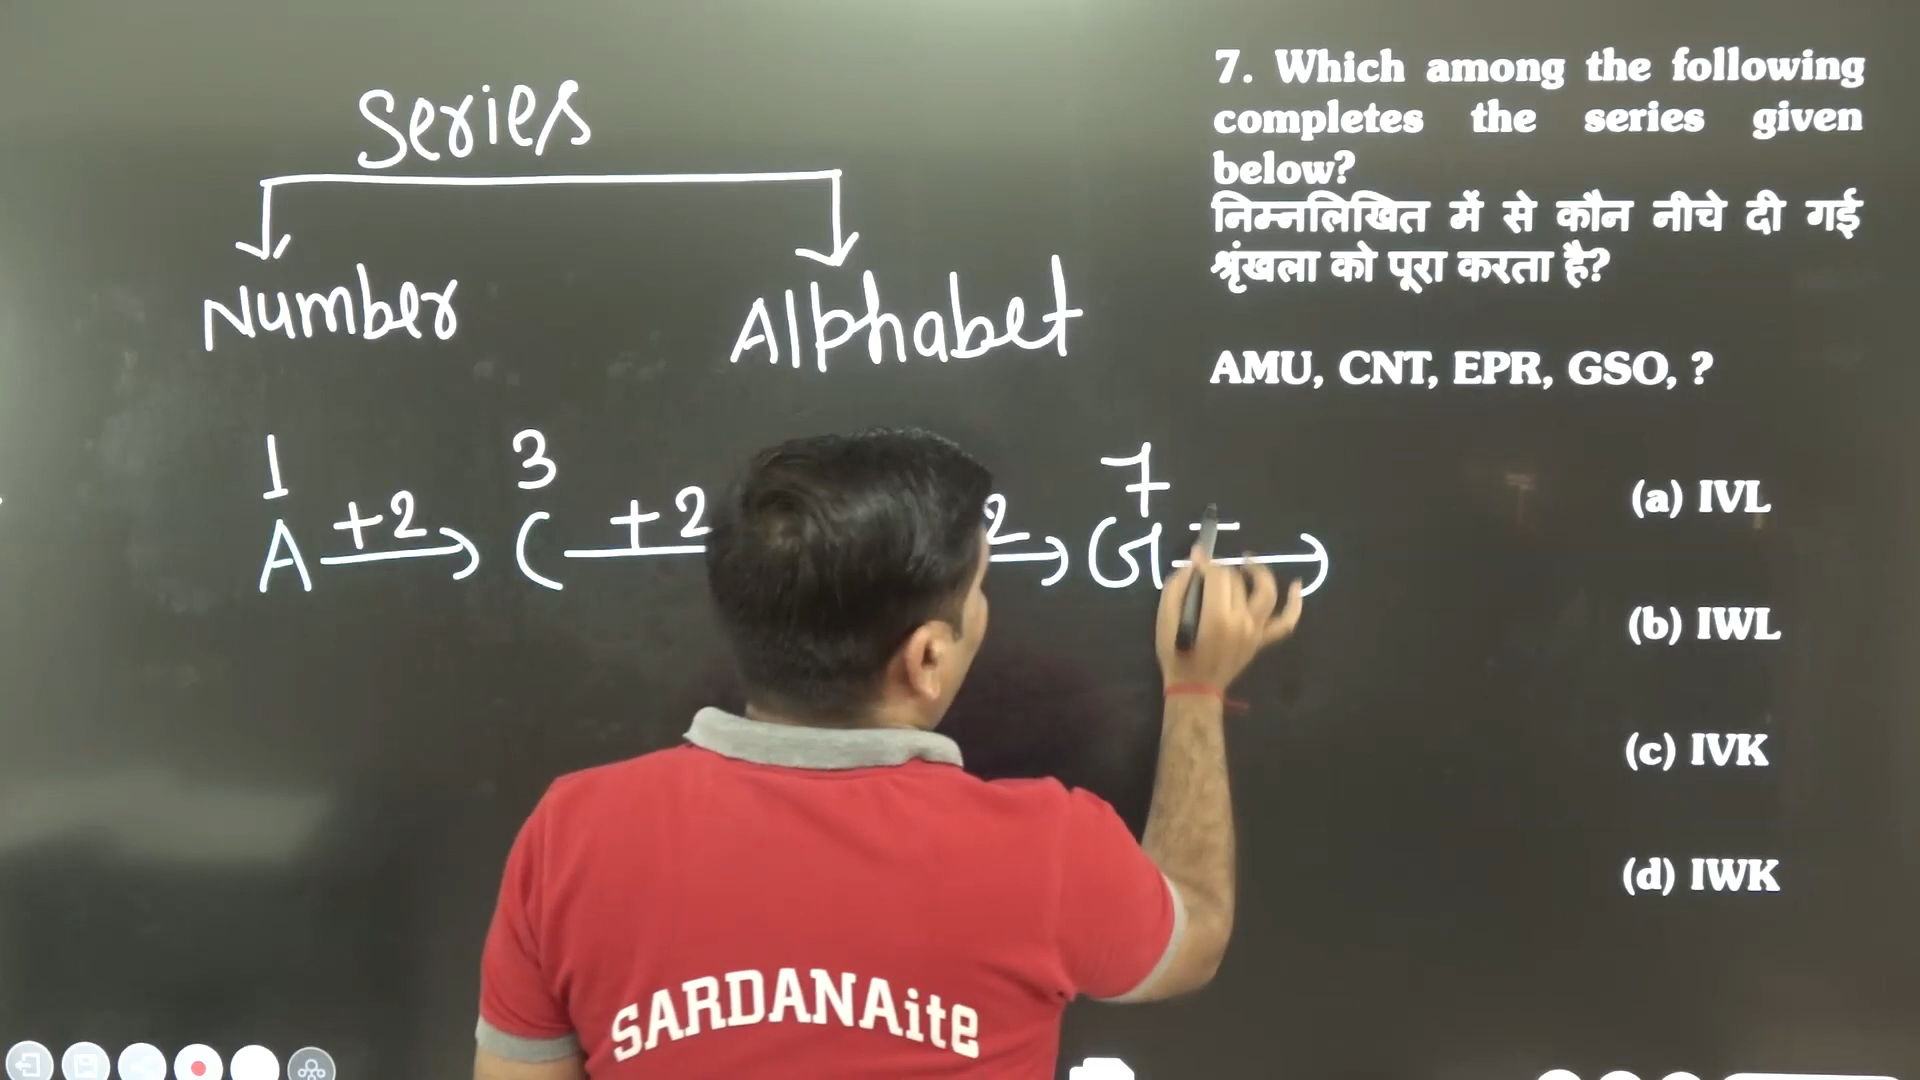 Series
Number Alphabet
1 3 7
A +2 C +2 2 G
7. Which among the following
completes the series given
below?
निम्नलिखित में से कौन नीचे दी गई
श्रृंखला को पूरा करता है?
AMU, CNT, EPR, GSO, ?
(a) IVL
(b) IWL
(c) IVK
(d) IWK
SARDANAite